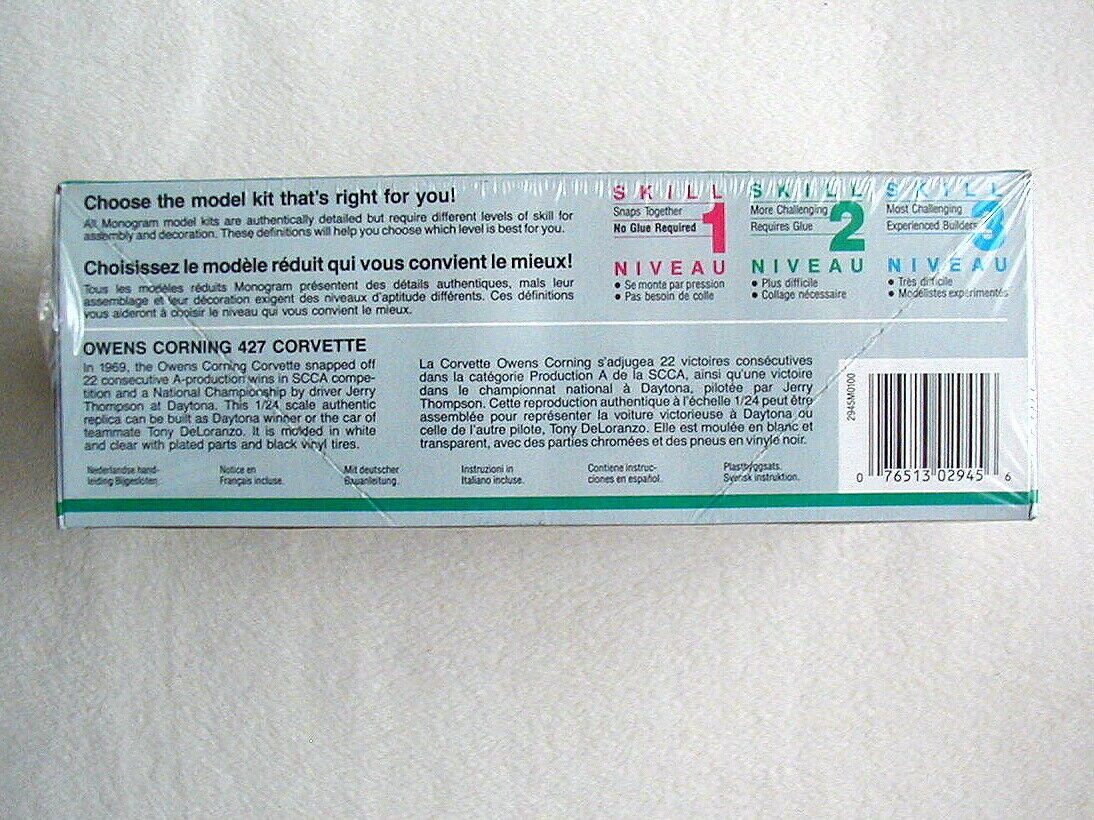 Choose the model kit that's right for you!
All Monogram model kits are authentically detailed but require different levels of skill for
assembly and decoration. These definitions will help you choose which level is best for you.
Choisissez le modèle réduit qui vous convient le mieux!
Tous les modèles réduits Monogram présentent des détails authentiques, mais leur
assemblage et leur décoration exigent des niveaux d'aptitude différents. Ces définitions
vous aideront à choisir le niveau qui vous convient le mieux.
SKILL
Snaps Together
No Glue Required
1
NIVEAU
• Se monte par pression
• Pas besoin de colle
SKILL
More Challenging
Requires Glue
2
NIVEAU
• Plus difficile
• Collage nécessaire
SKILL
Most Challenging
Experienced Builders
3
NIVEAU
• Très difficile
• Modélistes expérimentés
OWENS CORNING 427 CORVETTE
In 1969, the Owens Corning Corvette snapped off
22 consecutive A-production wins in SCCA compe-
tition and a National Championship by driver Jerry
Thompson at Daytona. This 1/24 scale authentic
replica can be built as Daytona winner or the car of
teammate Tony DeLoranzo. It is molded in white
and clear with plated parts and black vinyl tires.
La Corvette Owens Corning s'adjugea 22 victoires consécutives
dans la catégorie Production A de la SCCA, ainsi qu'une victoire
dans le championnat national à Daytona, pilotée par Jerry
Thompson. Cette reproduction authentique à l'échelle 1/24 peut être
assemblée pour représenter la voiture victorieuse à Daytona ou
celle de l'autre pilote, Tony DeLoranzo. Elle est moulée en blanc et
transparent, avec des parties chromées et des pneus en vinyle noir.
Nederlandse hand-
leiding Bijgesloten.
Notice en
Français incluse.
Mit deutscher
Bauanleitung.
Instruzioni in
Italiano incluse.
Contiene instruc-
ciones en español.
Plastbyggsats.
Svensk instruktion.
2945M0100
0 76513 02945 6